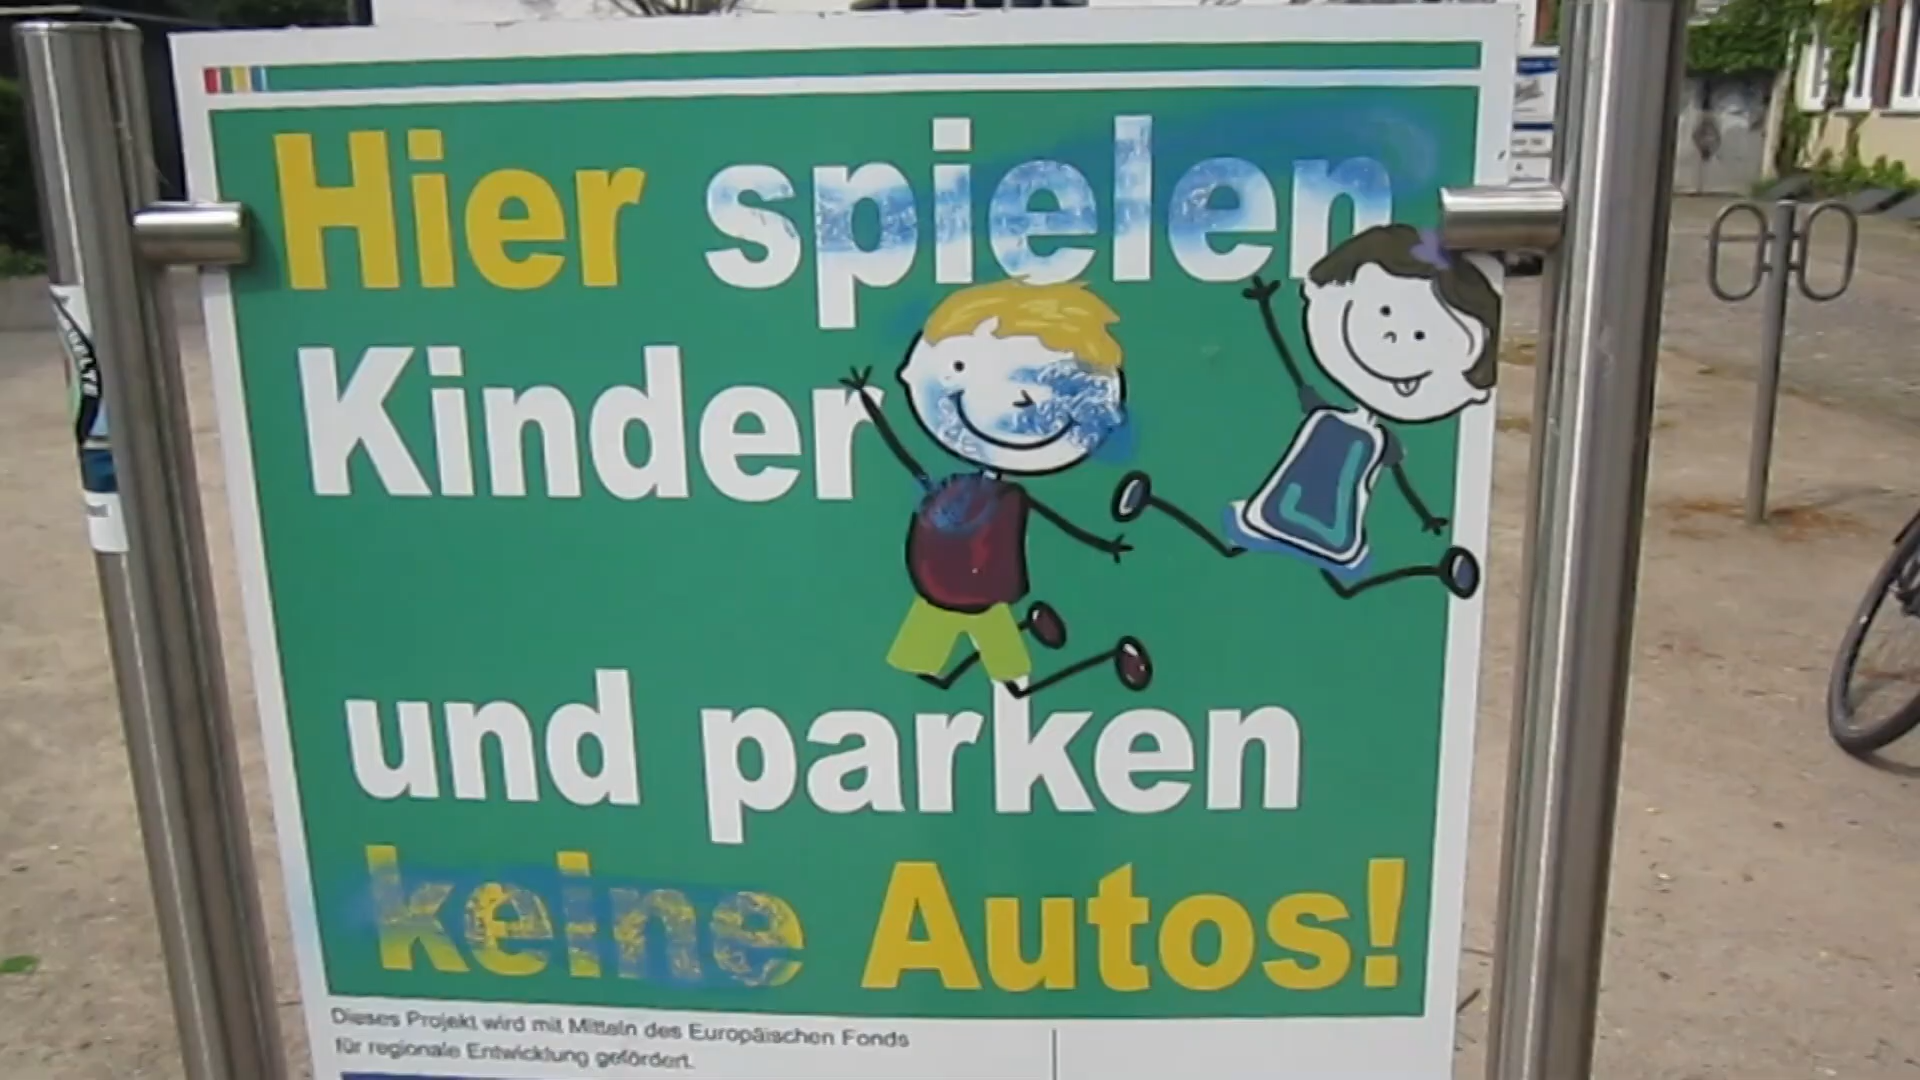 Hier spielen
Kinder
und parken
keine Autos!
Dieses Projekt wird mit Mitteln des Europäischen Fonds
für regionale Entwicklung gefördert.